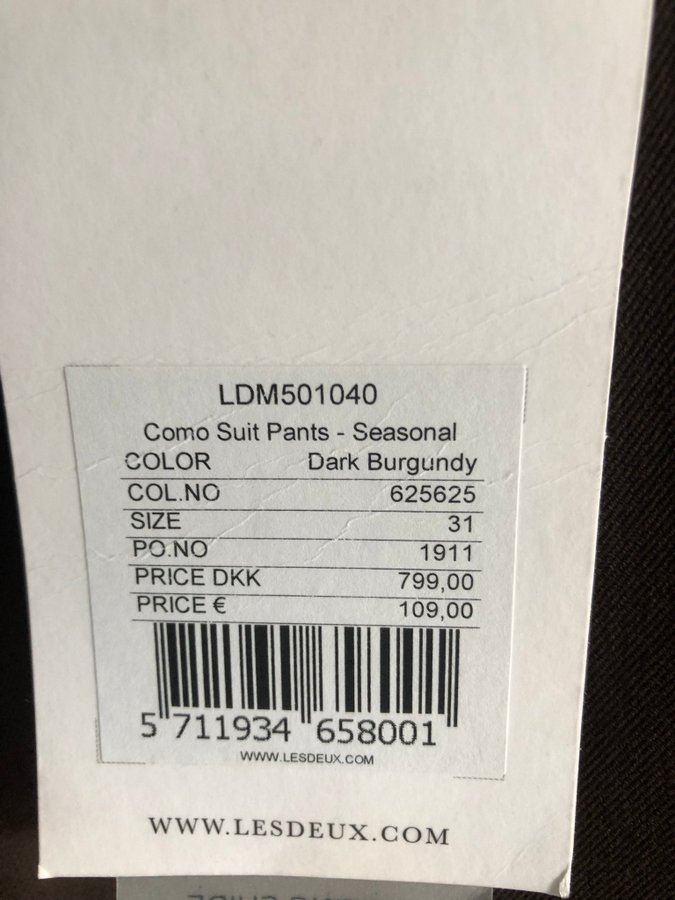 LDM501040
Como Suit Pants - Seasonal
COLOR Dark Burgundy
COL.NO 625625
SIZE 31
PO.NO 1911
PRICE DKK 799,00
PRICE € 109,00
5 711934 658001
WWW.LESDEUX.COM
WWW.LESDEUX.COM